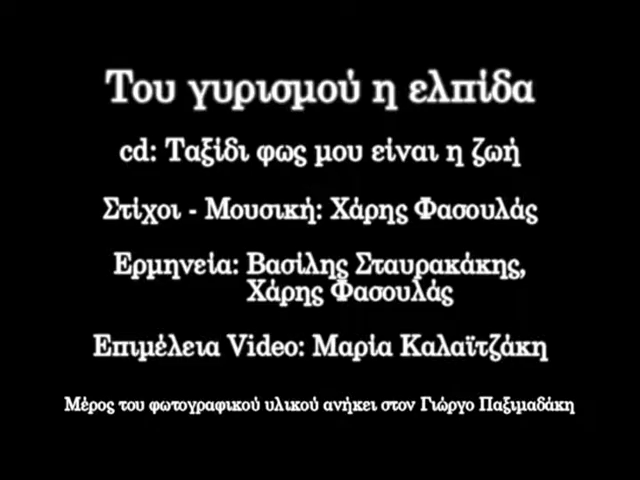 Του γυρισμού η ελπίδα
cd: Ταξίδι φως μου είναι η ζωή
Στίχοι - Μουσική: Χάρης Φασουλάς
Ερμηνεία: Βασίλης Σταυρακάκης,
Χάρης Φασουλάς
Επιμέλεια Video: Μαρία Καλαϊτζάκη
Μέρος του φωτογραφικού υλικού ανήκει στον Γιώργο Παξιμαδάκη